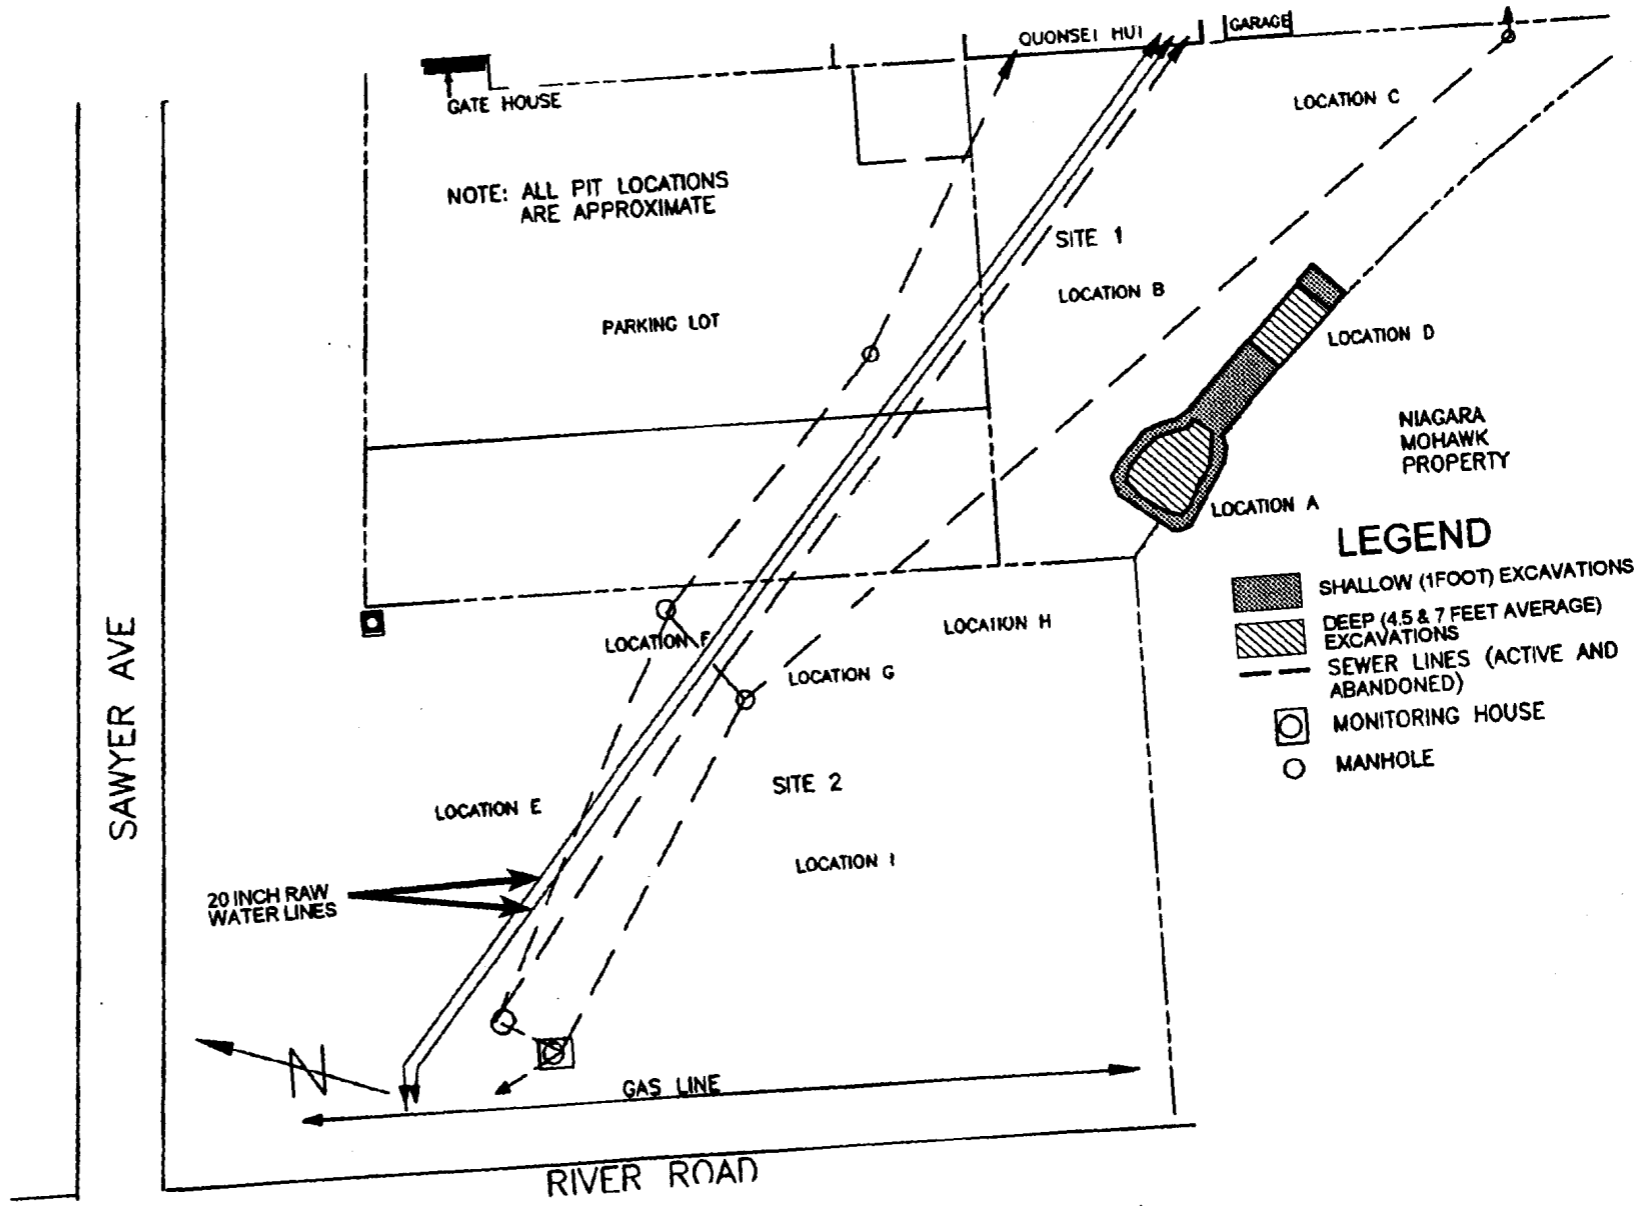 QUONSET HUT
GARAGE
GATE HOUSE
LOCATION C
NOTE: ALL PIT LOCATIONS
ARE APPROXIMATE
SITE 1
LOCATION B
PARKING LOT
LOCATION D
NIAGARA
MOHAWK
PROPERTY
LOCATION A
LEGEND
SHALLOW (1FOOT) EXCAVATIONS
DEEP (4.5 & 7 FEET AVERAGE)
EXCAVATIONS
SEWER LINES (ACTIVE AND
ABANDONED)
MONITORING HOUSE
MANHOLE
LOCATION F
LOCATION H
LOCATION G
SAWYER AVE
SITE 2
LOCATION E
LOCATION I
20 INCH RAW
WATER LINES
N
GAS LINE
RIVER ROAD